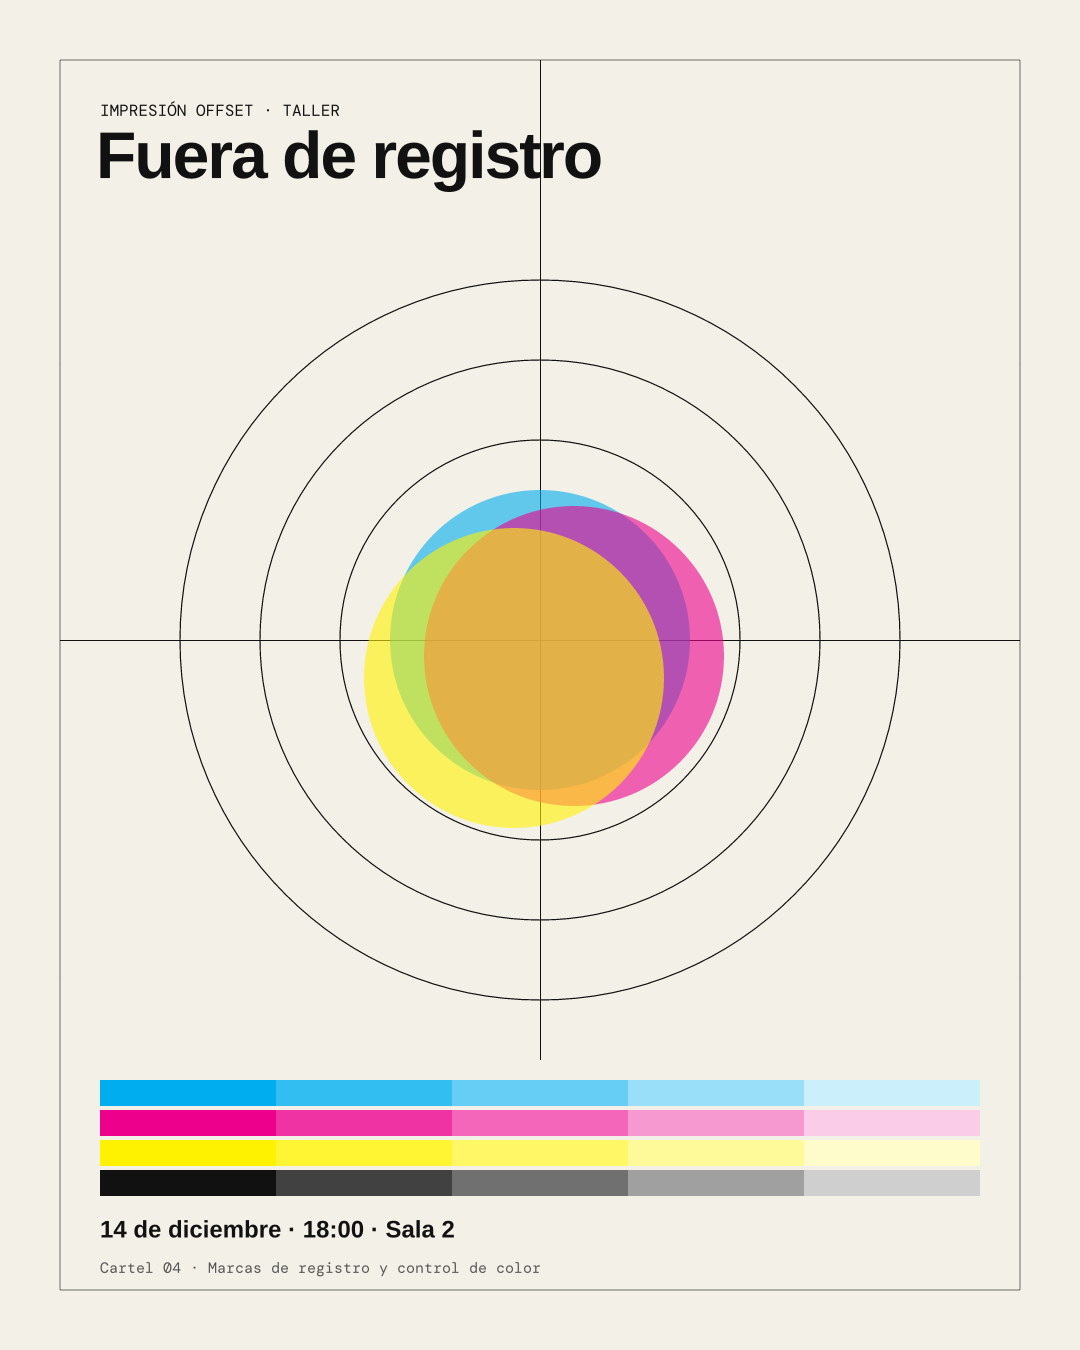 IMPRESIÓN OFFSET · TALLER
Fuera de registro
14 de diciembre · 18:00 · Sala 2
Cartel 04 · Marcas de registro y control de color